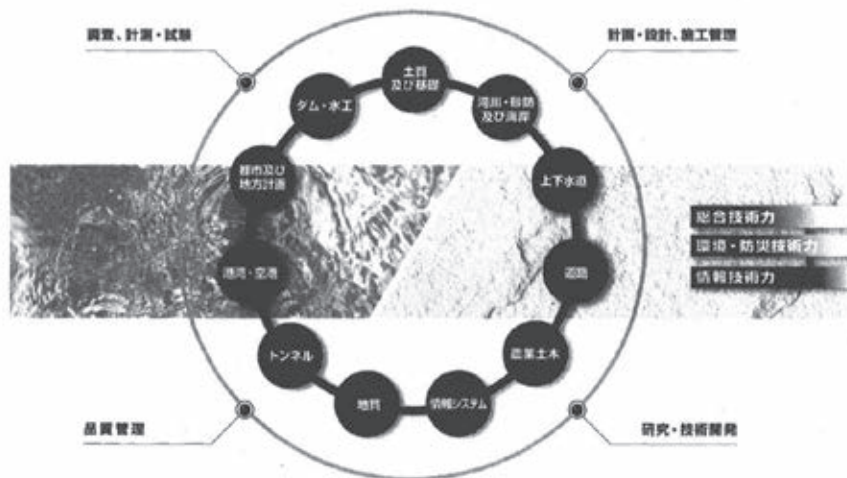 調査、計測・試験
計画・設計、施工管理
土質
及び基礎
ダム・水工
河川・砂防
及び海岸
都市及び
地方計画
上下水道
総合技術力
環境・防災技術力
情報技術力
港湾・空港
道路
トンネル
産業土木
地質
情報システム
品質管理
研究・技術開発